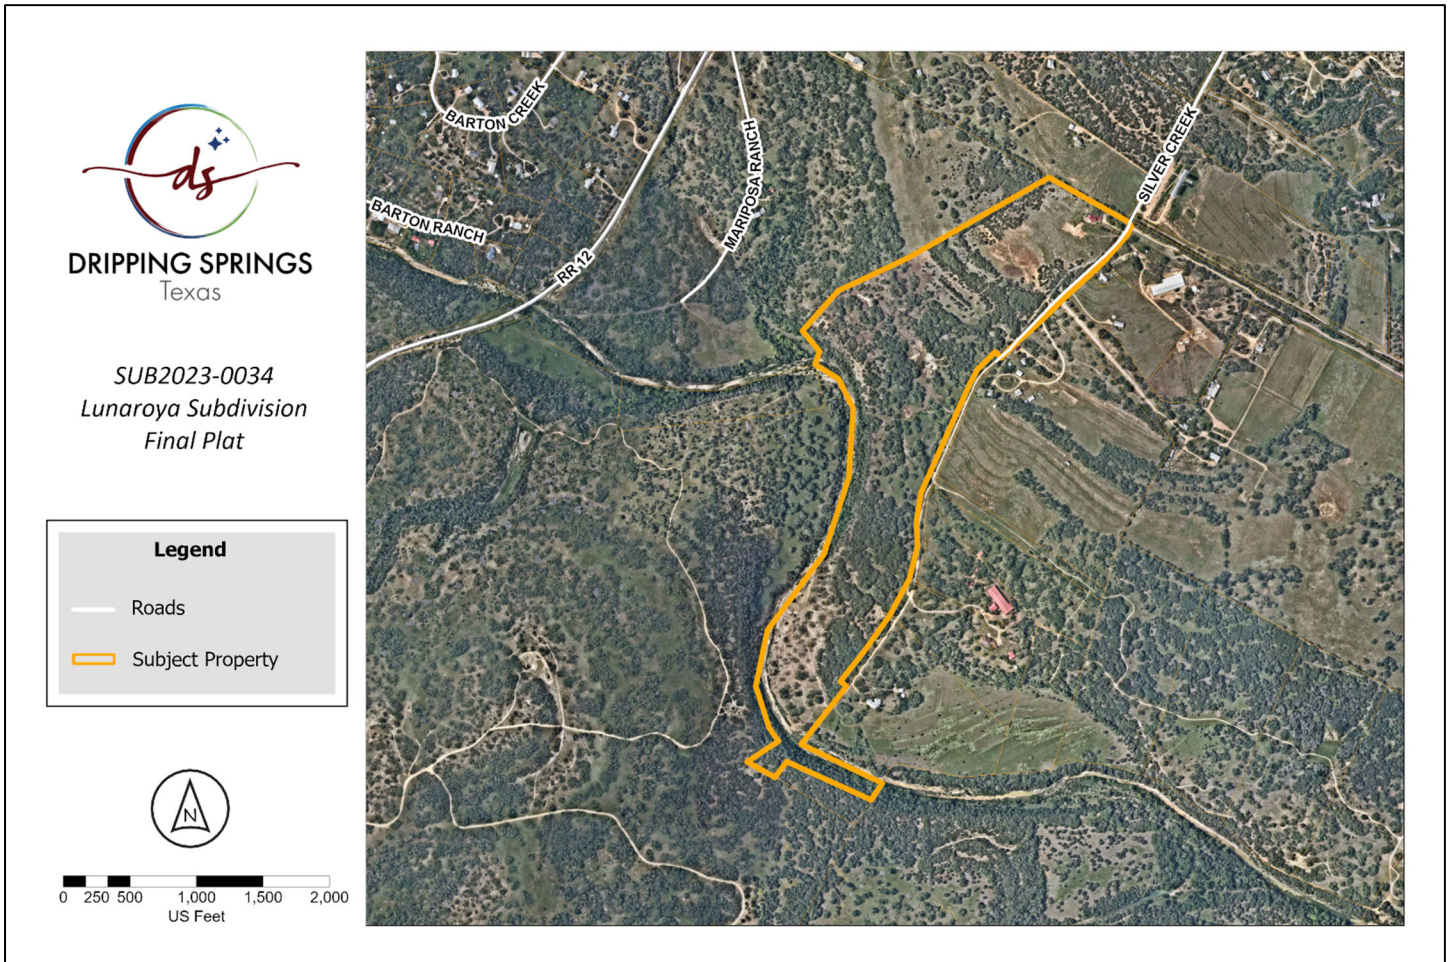 ds
DRIPPING SPRINGS
Texas
SUB2023-0034
Lunaroya Subdivision
Final Plat
Legend
Roads
Subject Property
N
0 250 500 1,000 1,500 2,000
US Feet
BARTON CREEK
BARTON RANCH
RR 12
MARIPOSA RANCH
SILVER CREEK